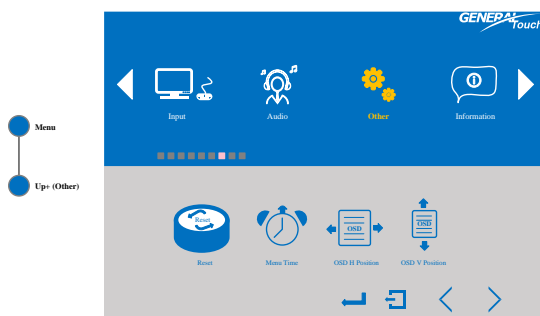 GENERAL
Touch
Input
Audio
Other
Information
Menu
Up+ (Other)
Reset
OSD
OSD
Reset
Menu Time
OSD H Position
OSD V Position